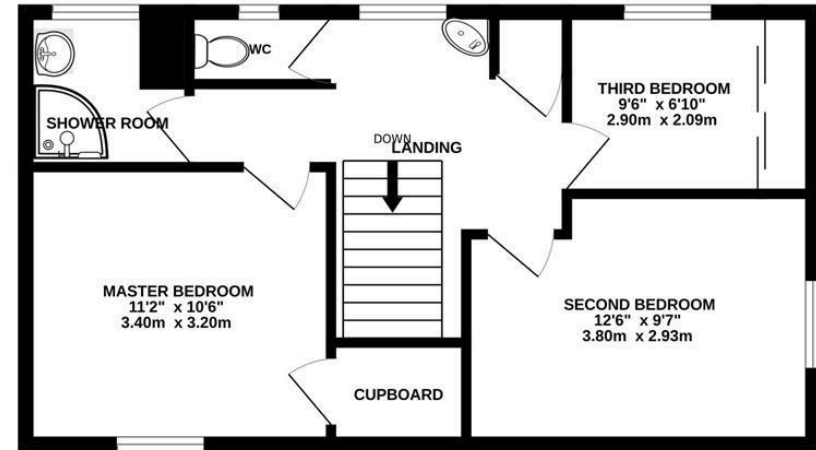 WC
THIRD BEDROOM
9'6" x 6'10"
2.90m x 2.09m
SHOWER ROOM
DOWN
LANDING
MASTER BEDROOM
11'2" x 10'6"
3.40m x 3.20m
SECOND BEDROOM
12'6" x 9'7"
3.80m x 2.93m
CUPBOARD